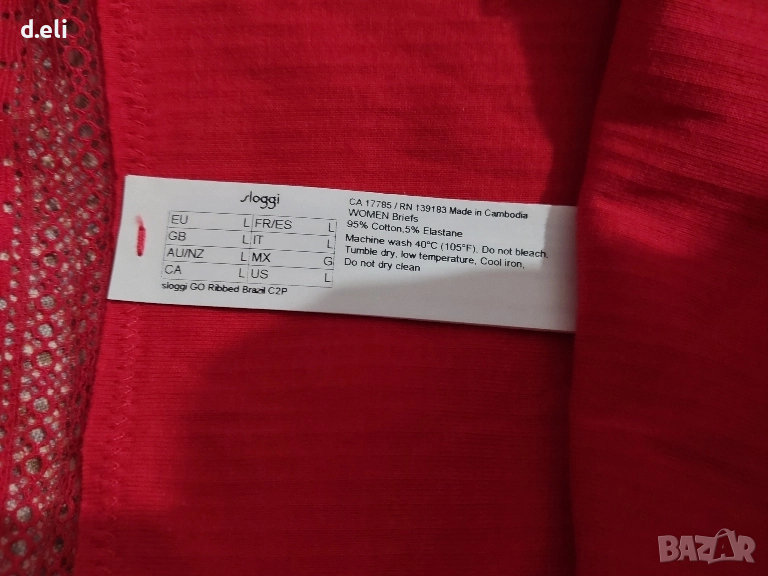 d.eli
sloggi
EU L FR/ES L
GB L IT L
AU/NZ L MX G
CA L US L
sloggi GO Ribbed Brazil C2P
CA 17785 / RN 139183 Made in Cambodia
WOMEN Briefs
95% Cotton,5% Elastane
Machine wash 40°C (105°F), Do not bleach,
Tumble dry, low temperature, Cool iron,
Do not dry clean
BAZAR